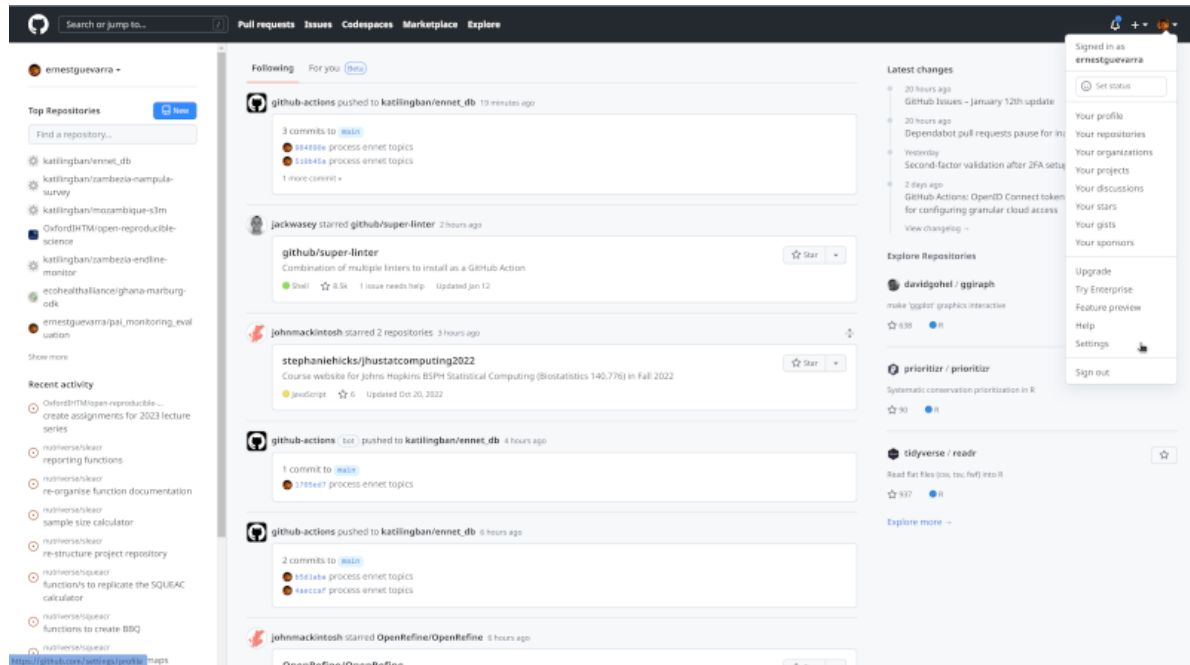 Search or jump to... /
Pull requests Issues Codespaces Marketplace Explore
ernestguevarra
Top Repositories
New
Find a repository...
katilingban/ennet_db
katilingban/zambezia-nampula-
survey
katilingban/mozambique-s3m
OxfordIHTM/open-reproducible-
science
katilingban/zambezia-endline-
monitor
ecohealthalliance/ghana-marburg-
odk
ernestguevarra/pai_monitoring_eval
uation
Show more
Recent activity
OxfordIHTM/open-reproducible-...
create assignments for 2023 lecture
series
nutriverse/sleacr
reporting functions
nutriverse/sleacr
re-organise function documentation
nutriverse/sleacr
sample size calculator
nutriverse/sleacr
re-structure project repository
nutriverse/squeacr
function/s to replicate the SQUEAC
calculator
nutriverse/squeacr
functions to create BBQ
nutriverse/squeacr
maps
https://github.com/settings/profile
Following For you Beta
github-actions pushed to katilingban/ennet_db 19 minutes ago
3 commits to main
process ennet topics
process ennet topics
1 more commit »
jackwasey starred github/super-linter 2 hours ago
github/super-linter
Star
Combination of multiple linters to install as a GitHub Action
Shell 8.5k 1 issue needs help Updated Jan 12
johnmackintosh starred 2 repositories 3 hours ago
stephaniehicks/jhustatcomputing2022
Star
Course website for Johns Hopkins BSPH Statistical Computing (Biostatistics 140.776) in Fall 2022
JavaScript 6 Updated Oct 20, 2022
github-actions bot pushed to katilingban/ennet_db 4 hours ago
1 commit to main
1705ed7 process ennet topics
github-actions pushed to katilingban/ennet_db 6 hours ago
2 commits to main
process ennet topics
process ennet topics
johnmackintosh starred OpenRefine/OpenRefine 8 hours ago
OpenRefine/OpenRefine
Latest changes
20 hours ago
GitHub Issues – January 12th update
20 hours ago
Dependabot pull requests pause for
Yesterday
Second-factor validation after 2FA setup
2 days ago
GitHub Actions: OpenID Connect token
for configuring granular cloud access
View changelog →
Explore Repositories
davidgohel / ggiraph
make 'ggplot' graphics interactive
638 R
prioritizr / prioritizr
Systematic conservation prioritization in R
90 R
tidyverse / readr
Read flat files (csv, tsv, fwf) into R
937 R
Explore more →
Signed in as
ernestguevarra
Set status
Your profile
Your repositories
Your organizations
Your projects
Your discussions
Your stars
Your gists
Your sponsors
Upgrade
Try Enterprise
Feature preview
Help
Settings
Sign out